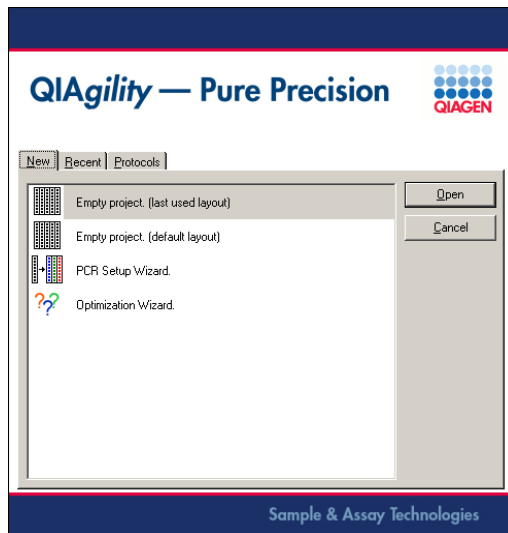 QIAgility — Pure Precision
QIAGEN
New Recent Protocols
Empty project. (last used layout)
Open
Empty project. (default layout)
Cancel
PCR Setup Wizard.
??? Optimization Wizard.
Sample & Assay Technologies